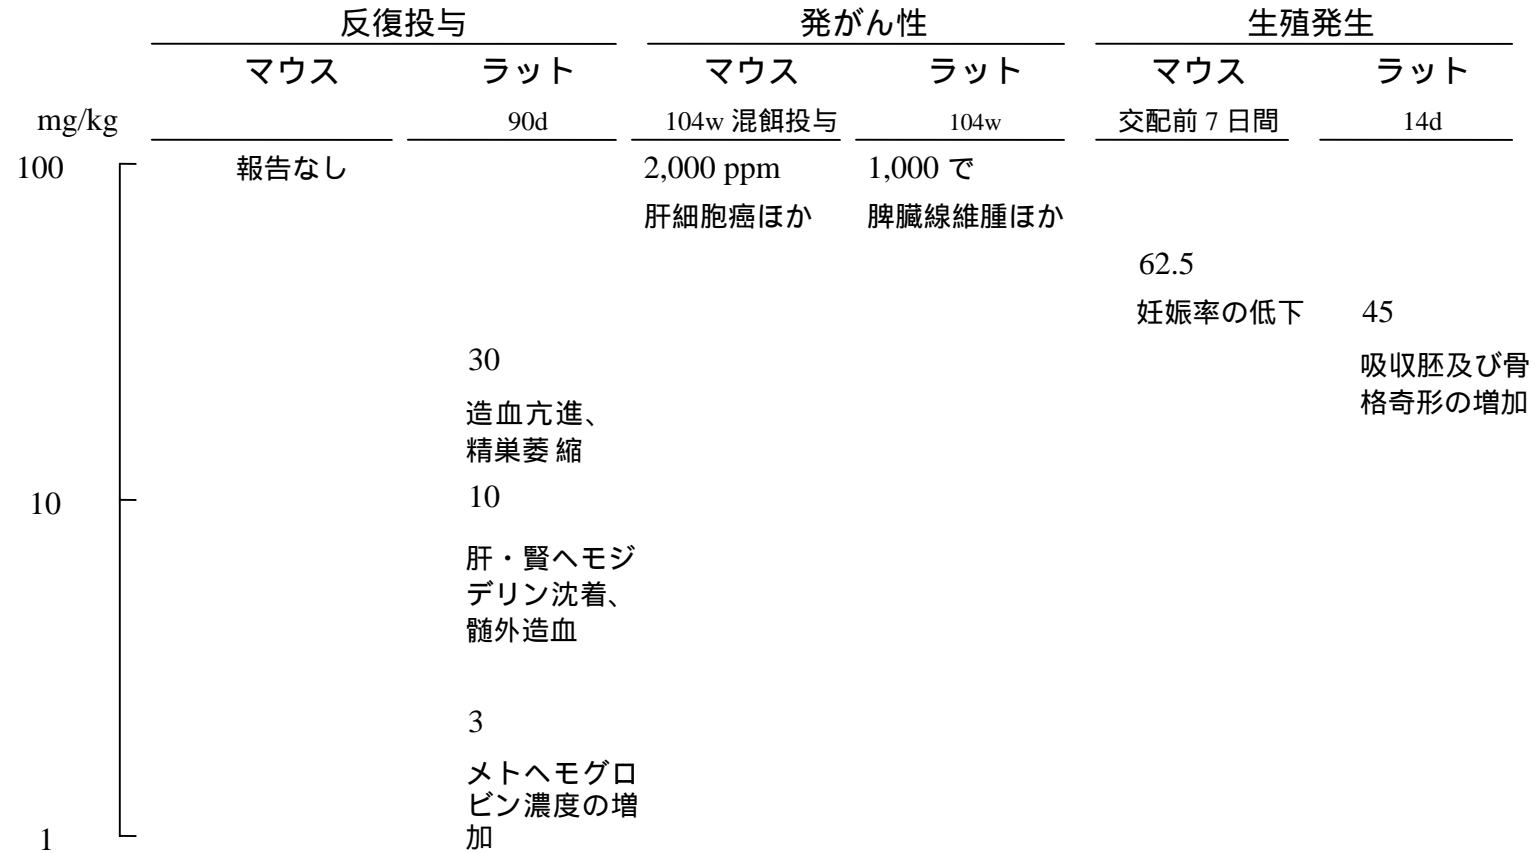 反復投与 発がん性 生殖発生
マウス ラット マウス ラット マウス ラット
mg/kg 90d 104w 混餌投与 104w 交配前 7 日間 14d
100 報告なし 2,000 ppm 1,000 で
肝細胞癌ほか 脾臓線維腫ほか
62.5
妊娠率の低下 45
30
吸収胚及び骨
格奇形の増加
造血亢進、
精巣萎縮
10 10
肝・賢ヘモジ
デリン沈着、
髄外造血
3
メトヘモグロ
ビン濃度の増
加
1